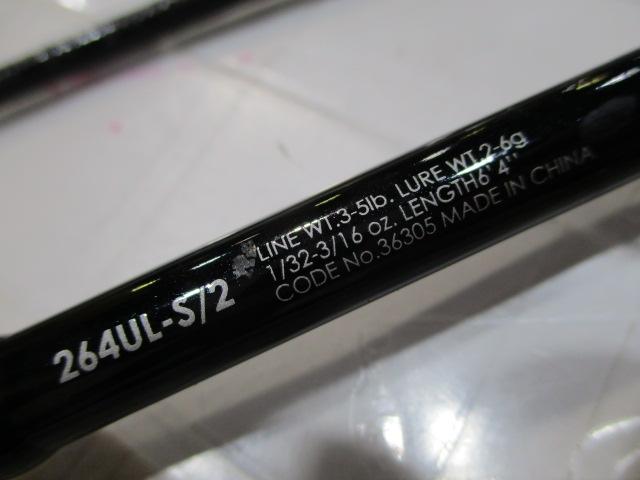 264UL-S/2
LINE WT.3-5lb. LURE WT.2-6g
1/32-3/16 oz. LENGTH6'4"
CODE No.36305 MADE IN CHINA